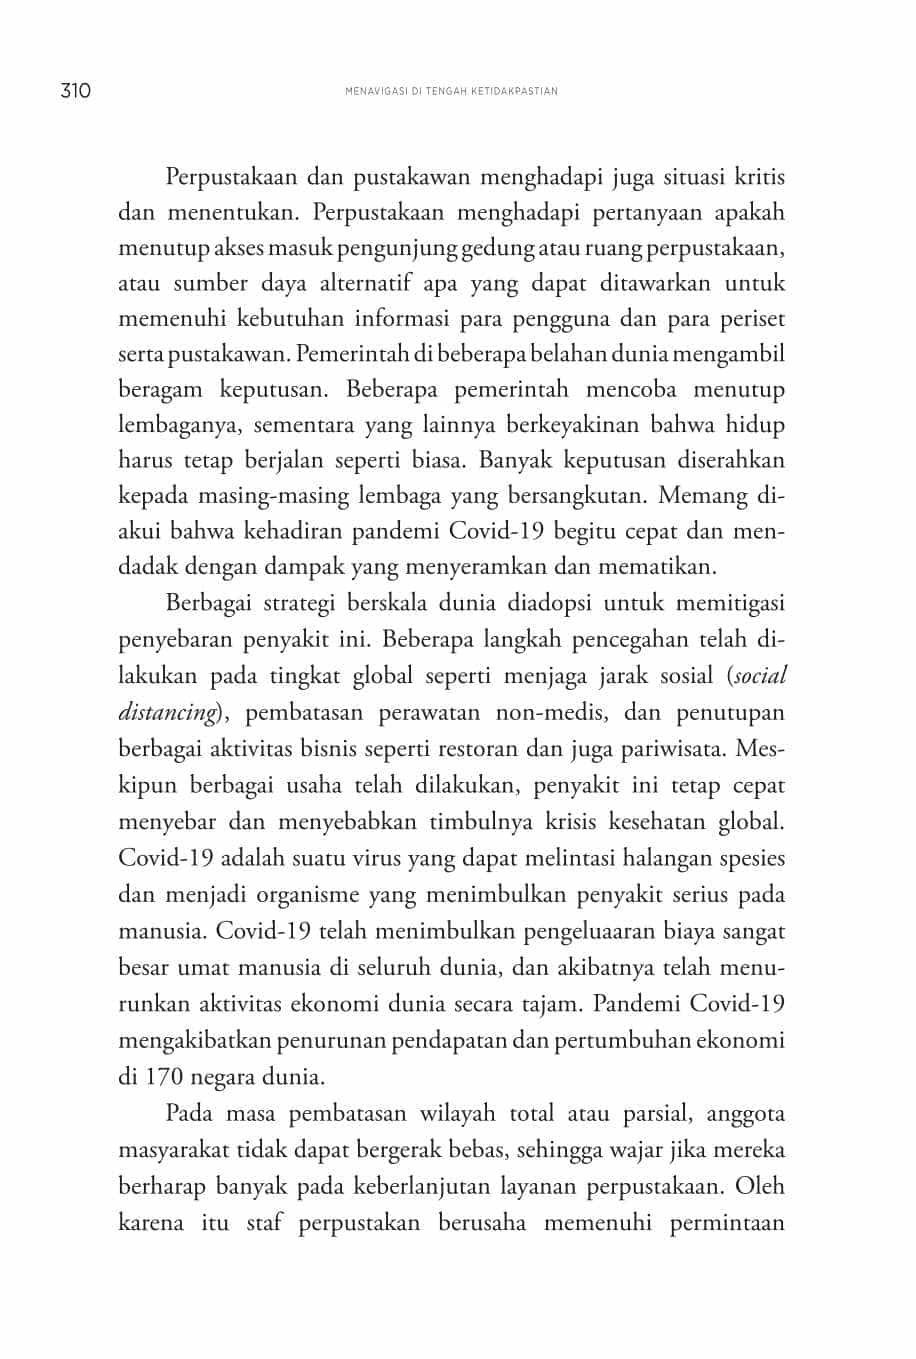 310
MENAVIGASI DI TENGAH KETIDAKPASTIAN
Perpustakaan dan pustakawan menghadapi juga situasi kritis
dan menentukan. Perpustakaan menghadapi pertanyaan apakah
menutup akses masuk pengunjung gedung atau ruang perpustakaan,
atau sumber daya alternatif apa yang dapat ditawarkan untuk
memenuhi kebutuhan informasi para pengguna dan para periset
serta pustakawan. Pemerintah di beberapa belahan dunia mengambil
beragam keputusan. Beberapa pemerintah mencoba menutup
lembaganya, sementara yang lainnya berkeyakinan bahwa hidup
harus tetap berjalan seperti biasa. Banyak keputusan diserahkan
kepada masing-masing lembaga yang bersangkutan. Memang di-
akui bahwa kehadiran pandemi Covid-19 begitu cepat dan men-
dadak dengan dampak yang menyeramkan dan mematikan.
Berbagai strategi berskala dunia diadopsi untuk memitigasi
penyebaran penyakit ini. Beberapa langkah pencegahan telah di-
lakukan pada tingkat global seperti menjaga jarak sosial (social
distancing), pembatasan perawatan non-medis, dan penutupan
berbagai aktivitas bisnis seperti restoran dan juga pariwisata. Mes-
kipun berbagai usaha telah dilakukan, penyakit ini tetap cepat
menyebar dan menyebabkan timbulnya krisis kesehatan global.
Covid-19 adalah suatu virus yang dapat melintasi halangan spesies
dan menjadi organisme yang menimbulkan penyakit serius pada
manusia. Covid-19 telah menimbulkan pengeluaaran biaya sangat
besar umat manusia di seluruh dunia, dan akibatnya telah menu-
runkan aktivitas ekonomi dunia secara tajam. Pandemi Covid-19
mengakibatkan penurunan pendapatan dan pertumbuhan ekonomi
di 170 negara dunia.
Pada masa pembatasan wilayah total atau parsial, anggota
masyarakat tidak dapat bergerak bebas, sehingga wajar jika mereka
berharap banyak pada keberlanjutan layanan perpustakaan. Oleh
karena itu staf perpustakan berusaha memenuhi permintaan